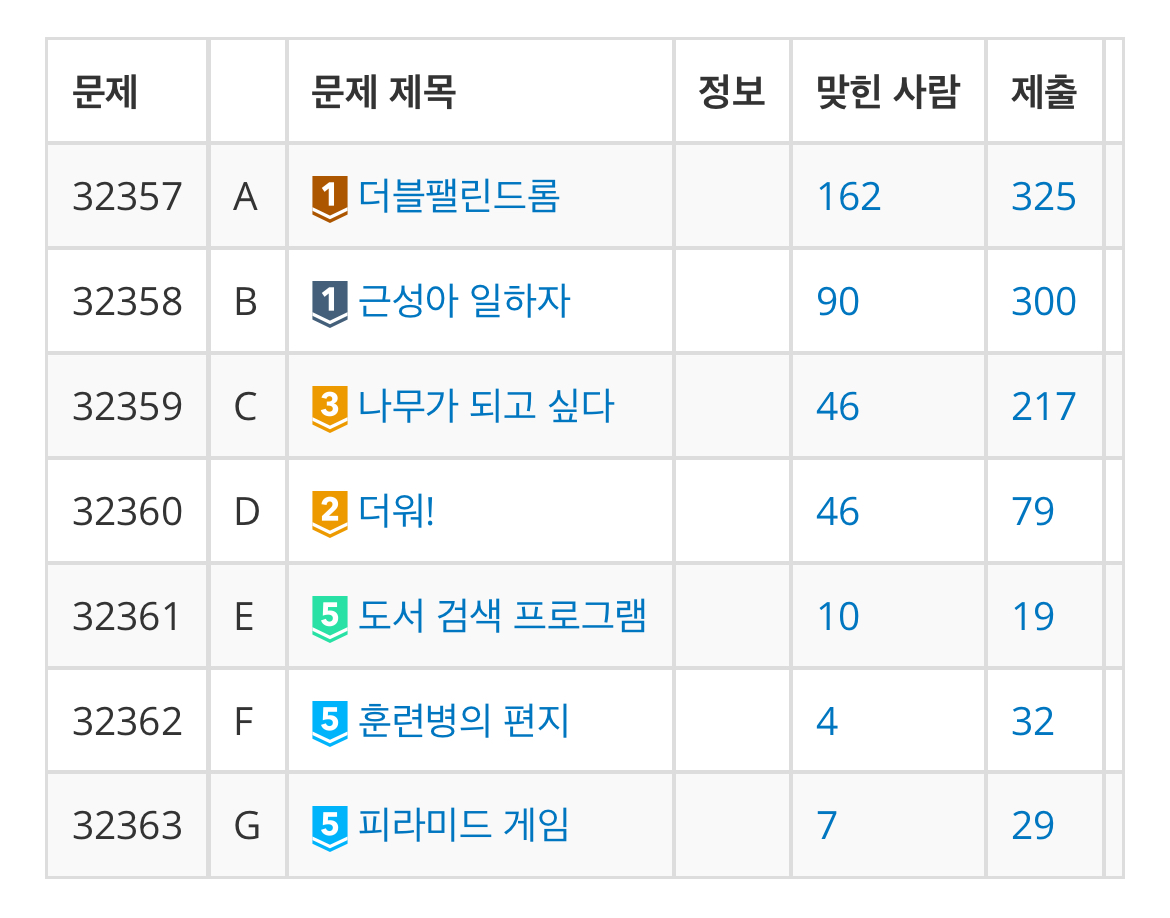 문제 문제 제목 정보 맞힌 사람 제출
32357 A 1 더블팰린드롬 162 325
32358 B 1 근성아 일하자 90 300
32359 C 3 나무가 되고 싶다 46 217
32360 D 2 더워! 46 79
32361 E 5 도서 검색 프로그램 10 19
32362 F 5 훈련병의 편지 4 32
32363 G 5 피라미드 게임 7 29